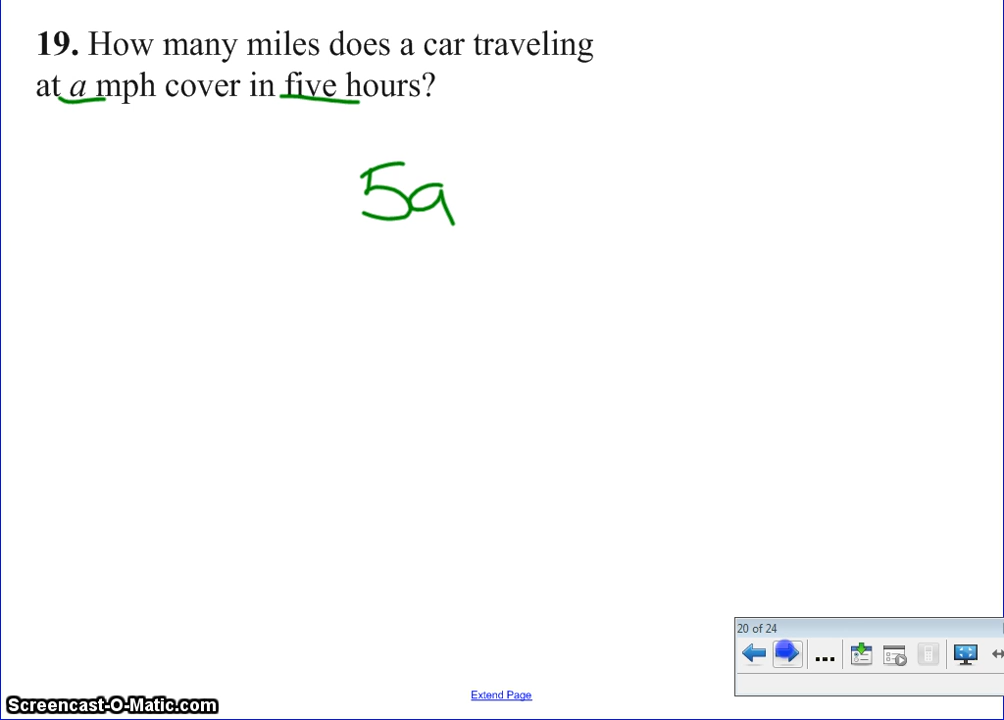 19. How many miles does a car traveling
at a mph cover in five hours?
5a
20 of 24
Extend Page
Screencast-O-Matic.com